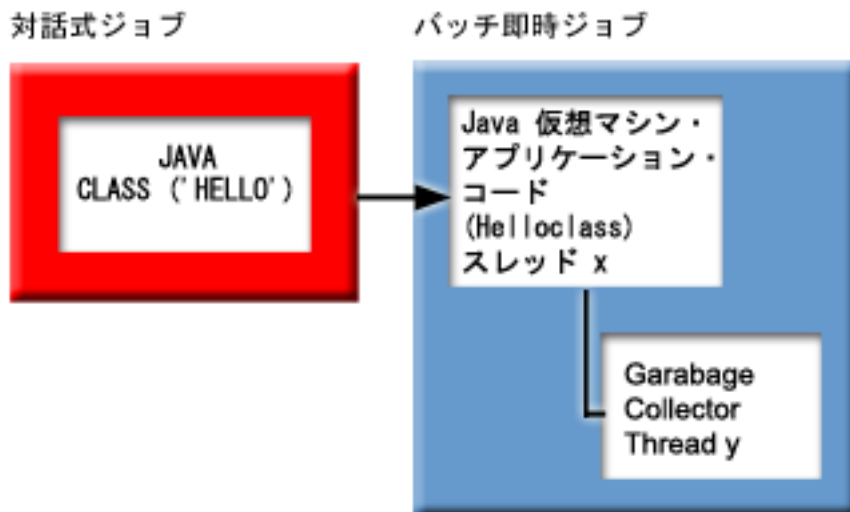 対話式ジョブ
バッチ即時ジョブ
JAVA
CLASS ('HELLO')
Java 仮想マシン・
アプリケーション・
コード
(Helloclass)
スレッド x
Garabage
Collector
Thread y